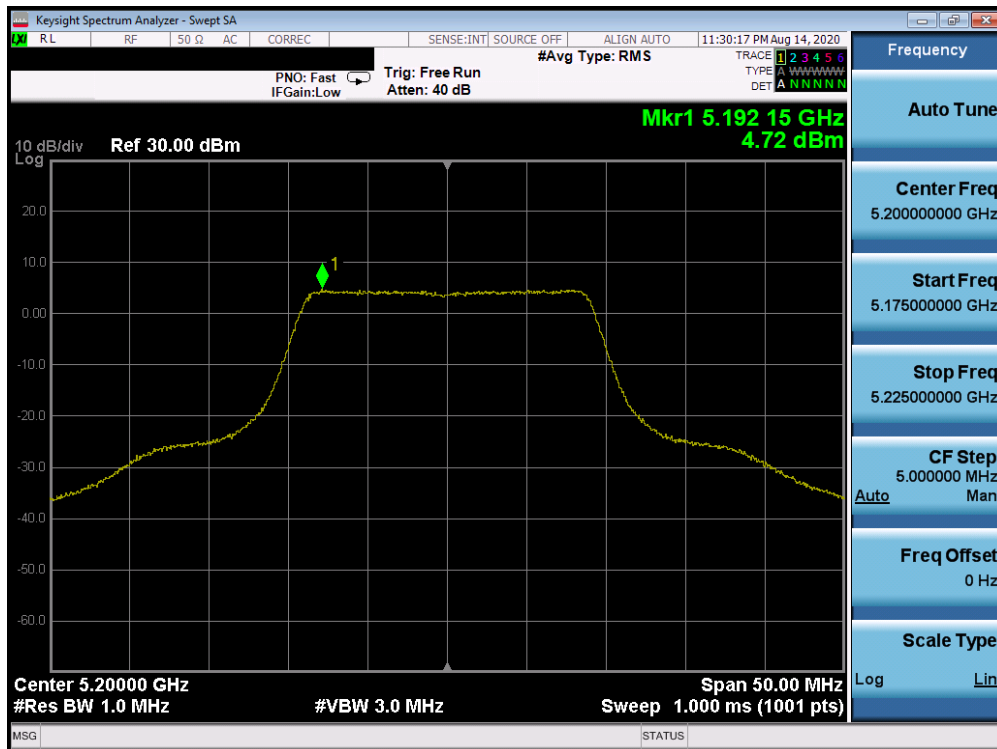 Keysight Spectrum Analyzer - Swept SA
LXI RL RF 50 Ω AC CORREC SENSE:INT SOURCE OFF ALIGN AUTO 11:30:17 PM Aug 14, 2020
PNO: Fast
IFGain:Low
Trig: Free Run
Atten: 40 dB
#Avg Type: RMS
TRACE 1 2 3 4 5 6
TYPE A WWWWW
DET A N N N N N
Mkr1 5.192 15 GHz
4.72 dBm
10 dB/div Ref 30.00 dBm
Log
20.0
10.0
1
0.00
-10.0
-20.0
-30.0
-40.0
-50.0
-60.0
Center 5.20000 GHz Span 50.00 MHz
#Res BW 1.0 MHz #VBW 3.0 MHz Sweep 1.000 ms (1001 pts)
MSG STATUS
Frequency
Auto Tune
Center Freq
5.200000000 GHz
Start Freq
5.175000000 GHz
Stop Freq
5.225000000 GHz
CF Step
5.000000 MHz
Auto Man
Freq Offset
0 Hz
Scale Type
Log Lin